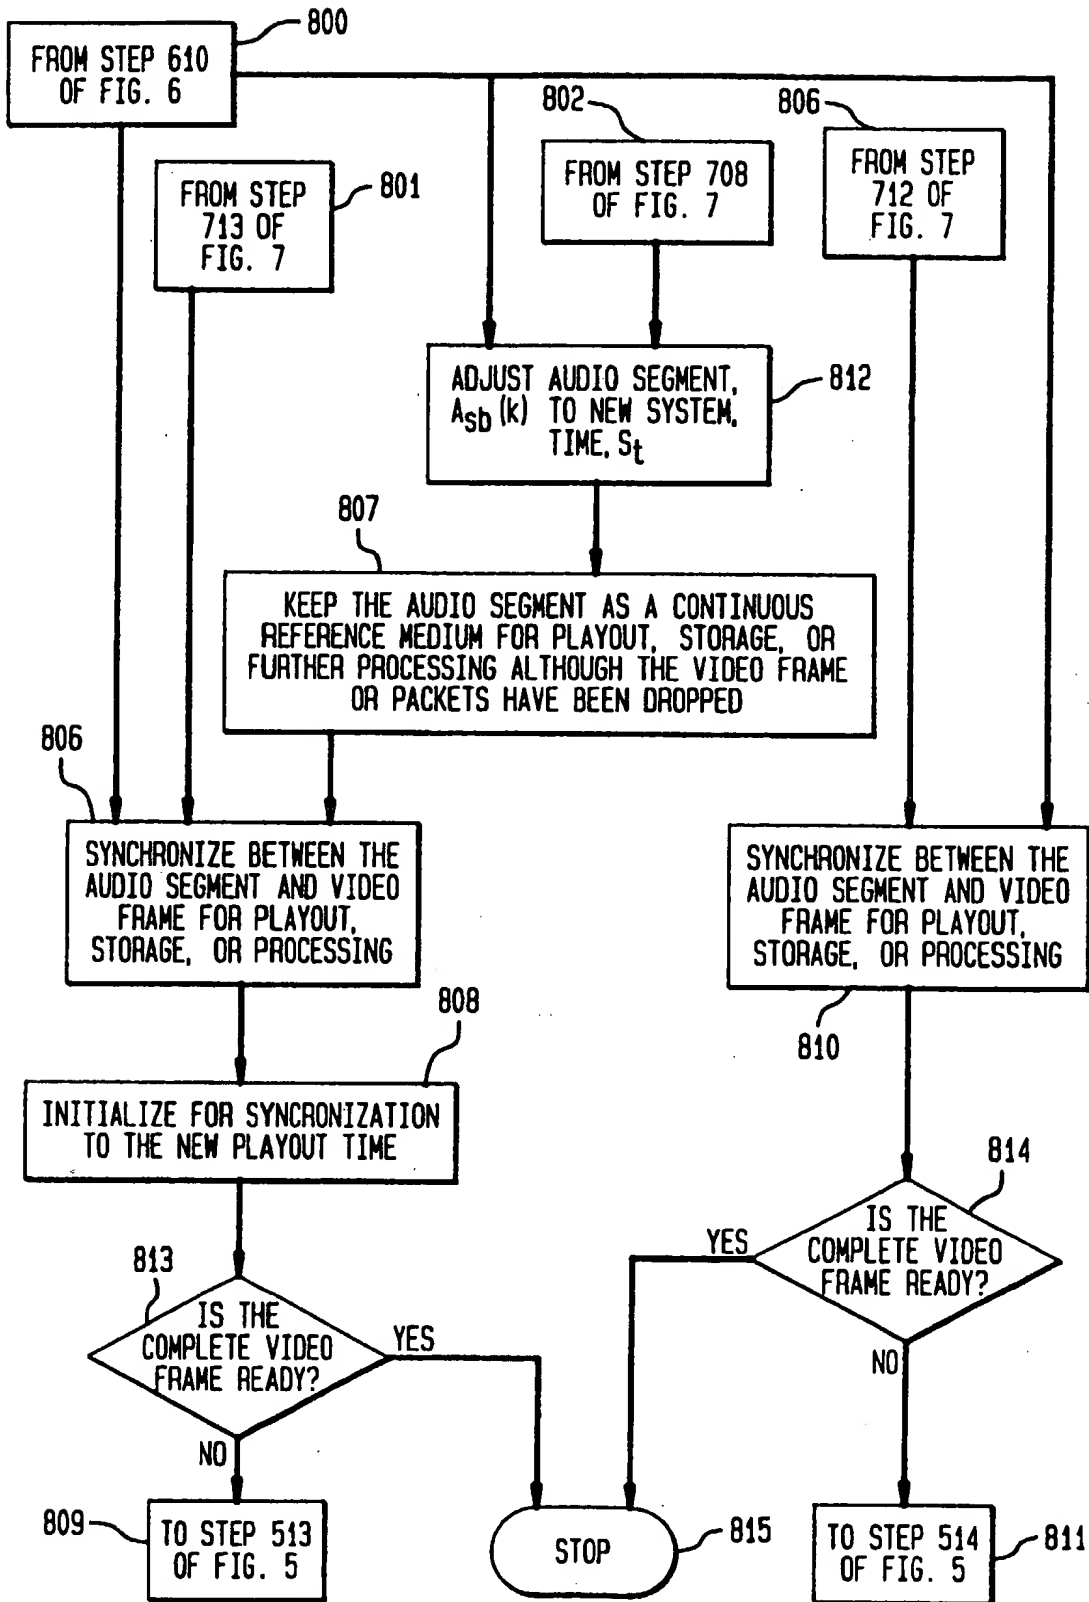 800
FROM STEP 610
OF FIG. 6
802
806
801
FROM STEP
713 OF
FIG. 7
FROM STEP 708
OF FIG. 7
FROM STEP
712 OF
FIG. 7
812
ADJUST AUDIO SEGMENT,
Asb (k) TO NEW SYSTEM,
TIME, St
807
KEEP THE AUDIO SEGMENT AS A CONTINUOUS
REFERENCE MEDIUM FOR PLAYOUT, STORAGE, OR
FURTHER PROCESSING ALTHOUGH THE VIDEO FRAME
OR PACKETS HAVE BEEN DROPPED
806
SYNCHRONIZE BETWEEN THE
AUDIO SEGMENT AND VIDEO
FRAME FOR PLAYOUT,
STORAGE, OR PROCESSING
SYNCHRONIZE BETWEEN THE
AUDIO SEGMENT AND VIDEO
FRAME FOR PLAYOUT,
STORAGE, OR PROCESSING
810
808
INITIALIZE FOR SYNCRONIZATION
TO THE NEW PLAYOUT TIME
814
IS THE
COMPLETE VIDEO
FRAME READY?
YES
NO
813
IS THE
COMPLETE VIDEO
FRAME READY?
YES
NO
809
TO STEP 513
OF FIG. 5
STOP
815
TO STEP 514
OF FIG. 5
811